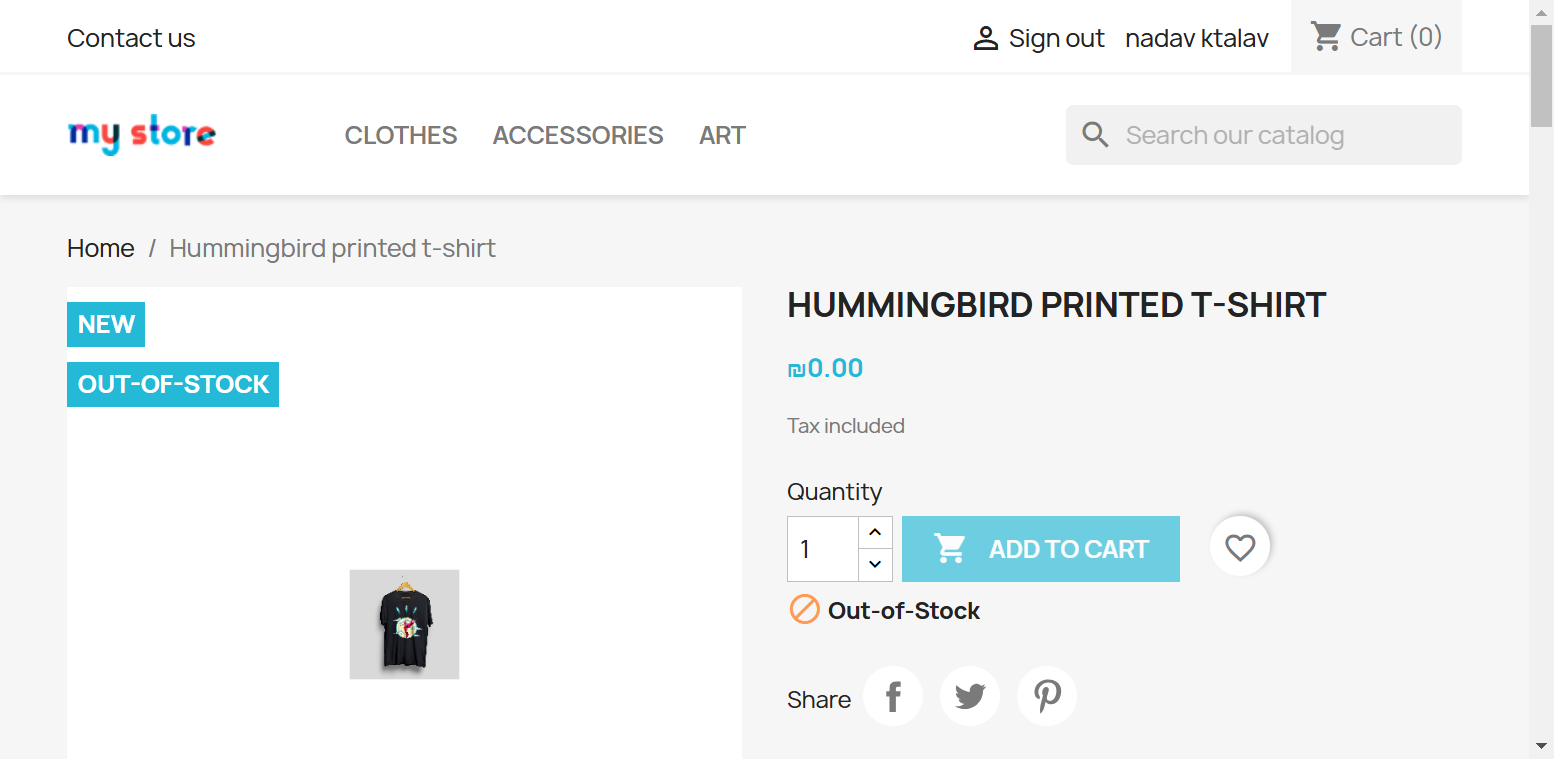 Contact us
Sign out nadav ktalav Cart (0)
my store
CLOTHES ACCESSORIES ART
Search our catalog
Home / Hummingbird printed t-shirt
NEW
OUT-OF-STOCK
HUMMINGBIRD PRINTED T-SHIRT
₪0.00
Tax included
Quantity
1
ADD TO CART
Out-of-Stock
Share